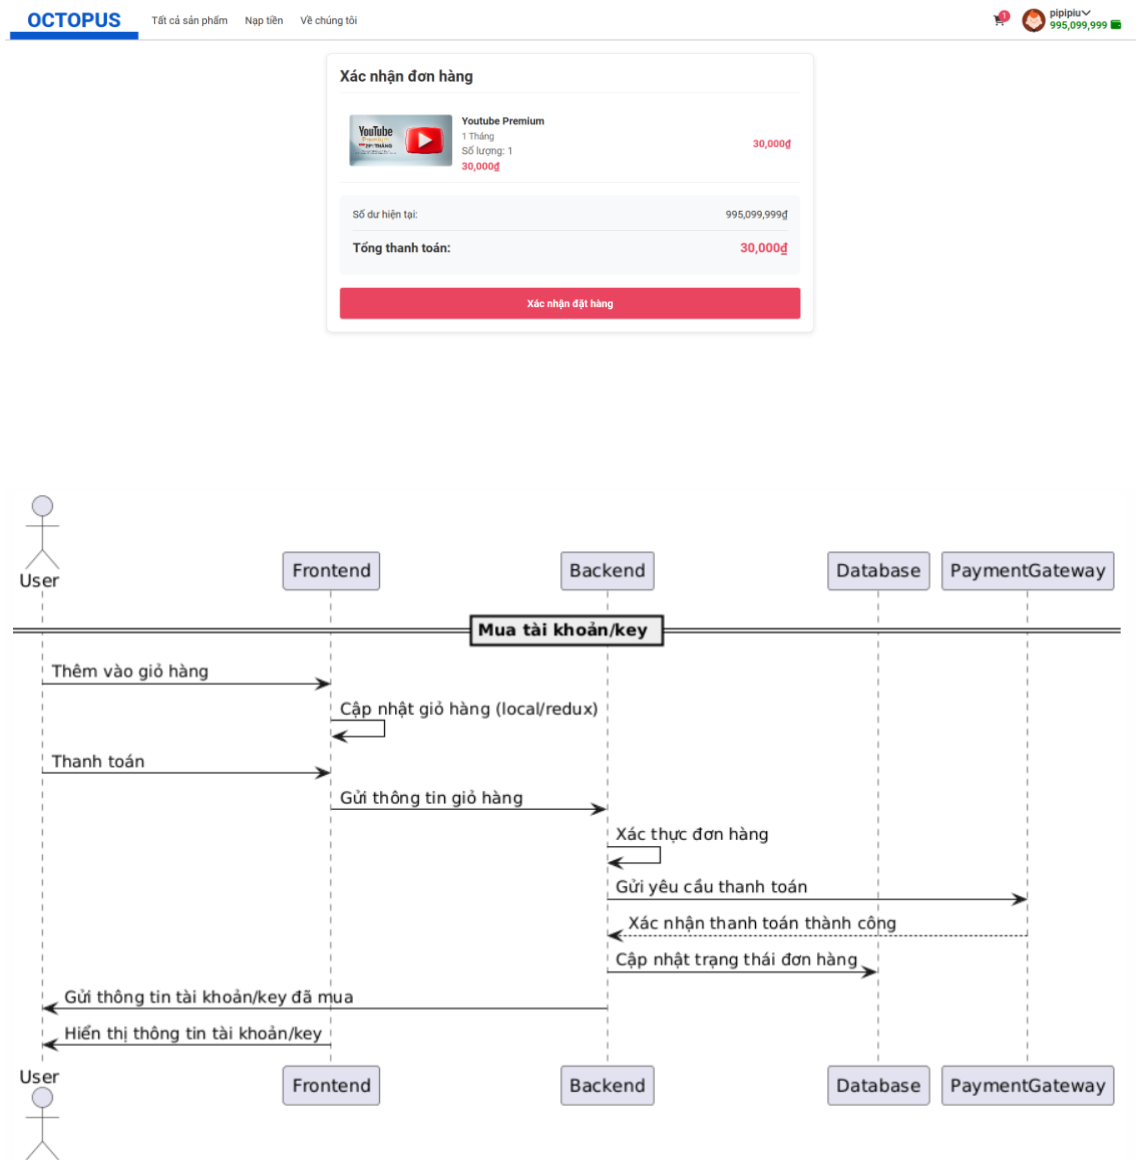 OCTOPUS Tất cả sản phẩm Nạp tiền Về chúng tôi 1 pipipiu
995,099,999
Xác nhận đơn hàng
YouTube
Youtube Premium
1 Tháng
Số lượng: 1
30,000₫
30,000₫
Số dư hiện tại: 995,099,999₫
Tổng thanh toán: 30,000₫
Xác nhận đặt hàng
User Frontend Backend Database PaymentGateway
Mua tài khoản/key
Thêm vào giỏ hàng
Cập nhật giỏ hàng (local/redux)
Thanh toán
Gửi thông tin giỏ hàng
Xác thực đơn hàng
Gửi yêu cầu thanh toán
Xác nhận thanh toán thành công
Cập nhật trạng thái đơn hàng
Gửi thông tin tài khoản/key đã mua
Hiển thị thông tin tài khoản/key
User Frontend Backend Database PaymentGateway